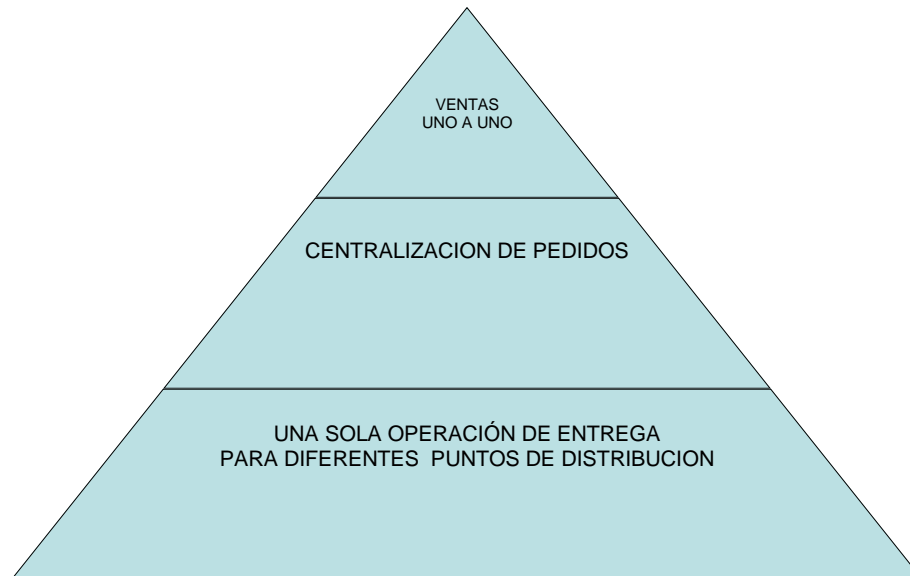 VENTAS
UNO A UNO
CENTRALIZACION DE PEDIDOS
UNA SOLA OPERACIÓN DE ENTREGA
PARA DIFERENTES PUNTOS DE DISTRIBUCION